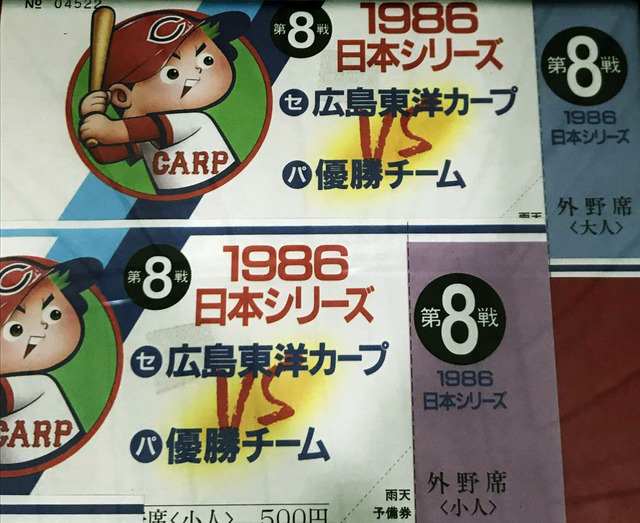 No 04522
第8戦
1986
日本シリーズ
セ 広島東洋カープ
VS
パ 優勝チーム
CARP
雨天
第8戦
1986
日本シリーズ
外野席
〈大人〉
第8戦
1986
日本シリーズ
セ 広島東洋カープ
VS
パ 優勝チーム
CARP
席〈小人〉 500円
雨天
予備券
第8戦
1986
日本シリーズ
外野席
〈小人〉